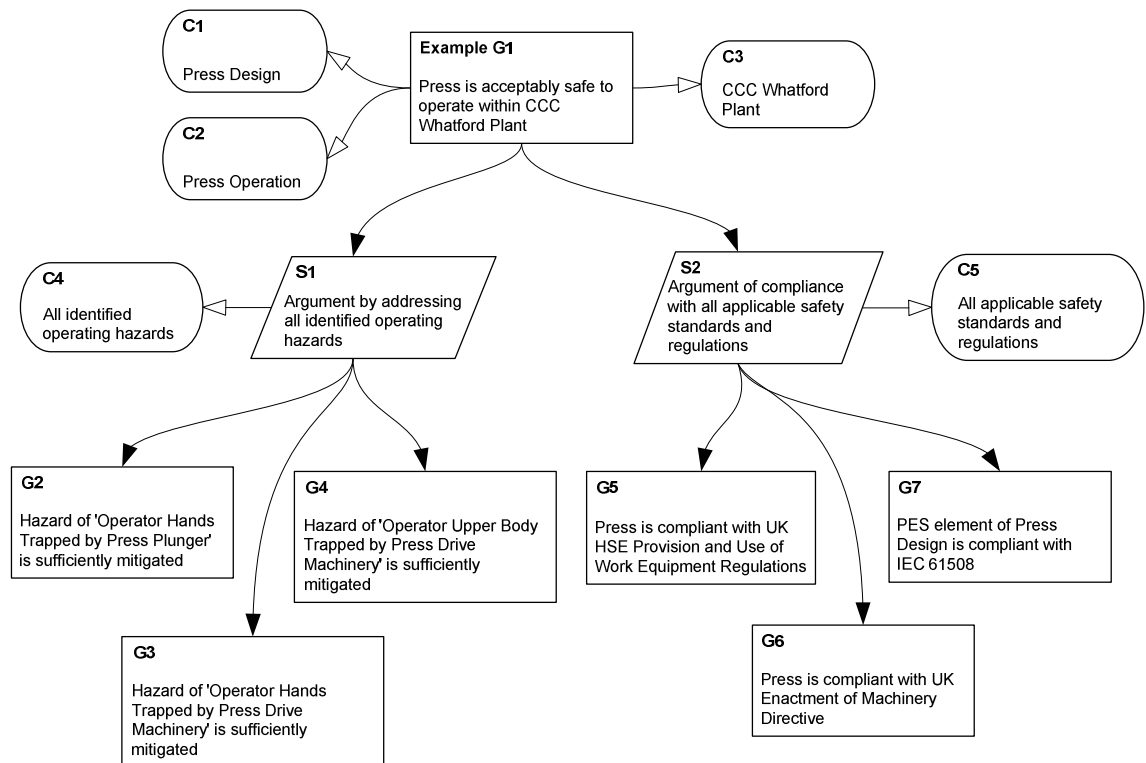 C1
Press Design
Example G1
Press is acceptably safe to
operate within CCC
Whatford Plant
C3
CCC Whatford
Plant
C2
Press Operation
C4
All identified
operating hazards
S1
Argument by addressing
all identified operating
hazards
S2
Argument of compliance
with all applicable safety
standards and
regulations
C5
All applicable safety
standards and
regulations
G2
Hazard of 'Operator Hands
Trapped by Press Plunger'
is sufficiently mitigated
G4
Hazard of 'Operator Upper Body
Trapped by Press Drive
Machinery' is sufficiently
mitigated
G5
Press is compliant with UK
HSE Provision and Use of
Work Equipment Regulations
G7
PES element of Press
Design is compliant with
IEC 61508
G3
Hazard of 'Operator Hands
Trapped by Press Drive
Machinery' is sufficiently
mitigated
G6
Press is compliant with UK
Enactment of Machinery
Directive